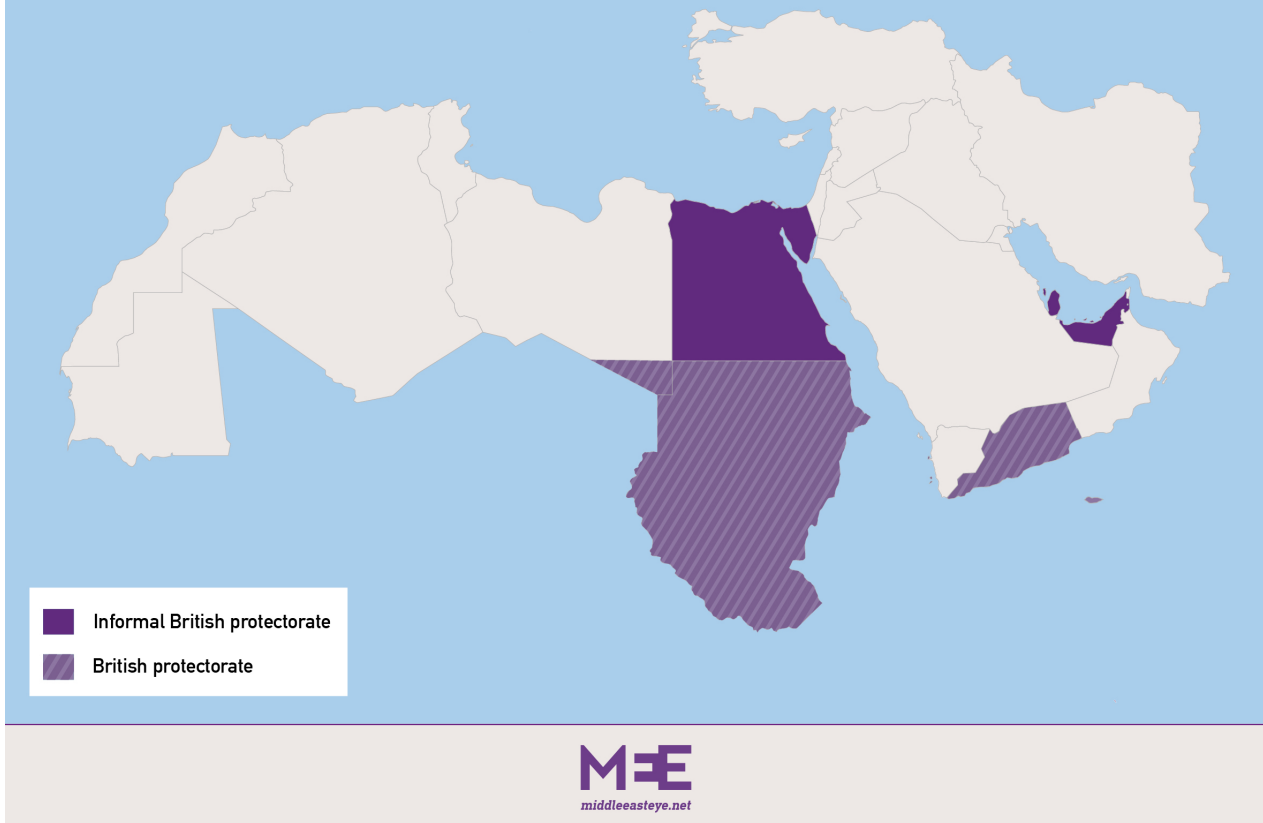 Informal British protectorate
British protectorate
MEE
middleeasteye.net